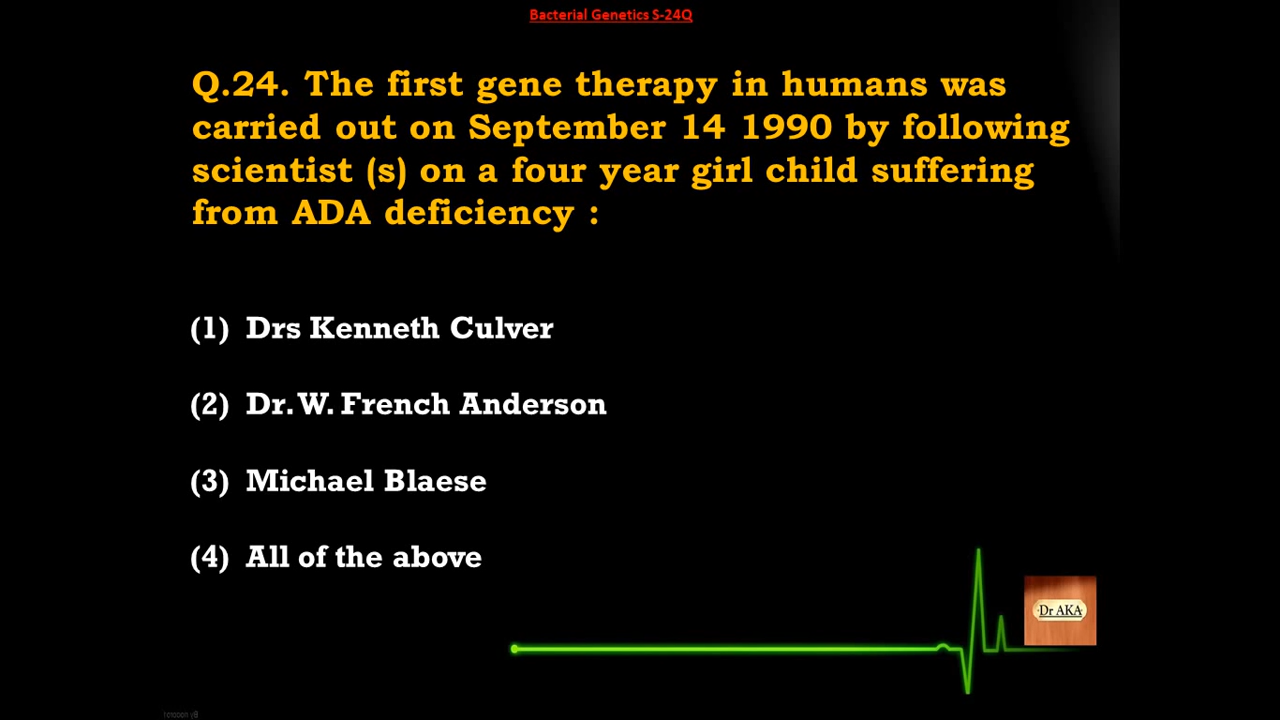 Bacterial Genetics S-24Q
Q.24. The first gene therapy in humans was
carried out on September 14 1990 by following
scientist (s) on a four year girl child suffering
from ADA deficiency :
(1) Drs Kenneth Culver
(2) Dr. W. French Anderson
(3) Michael Blaese
(4) All of the above
Dr AKA